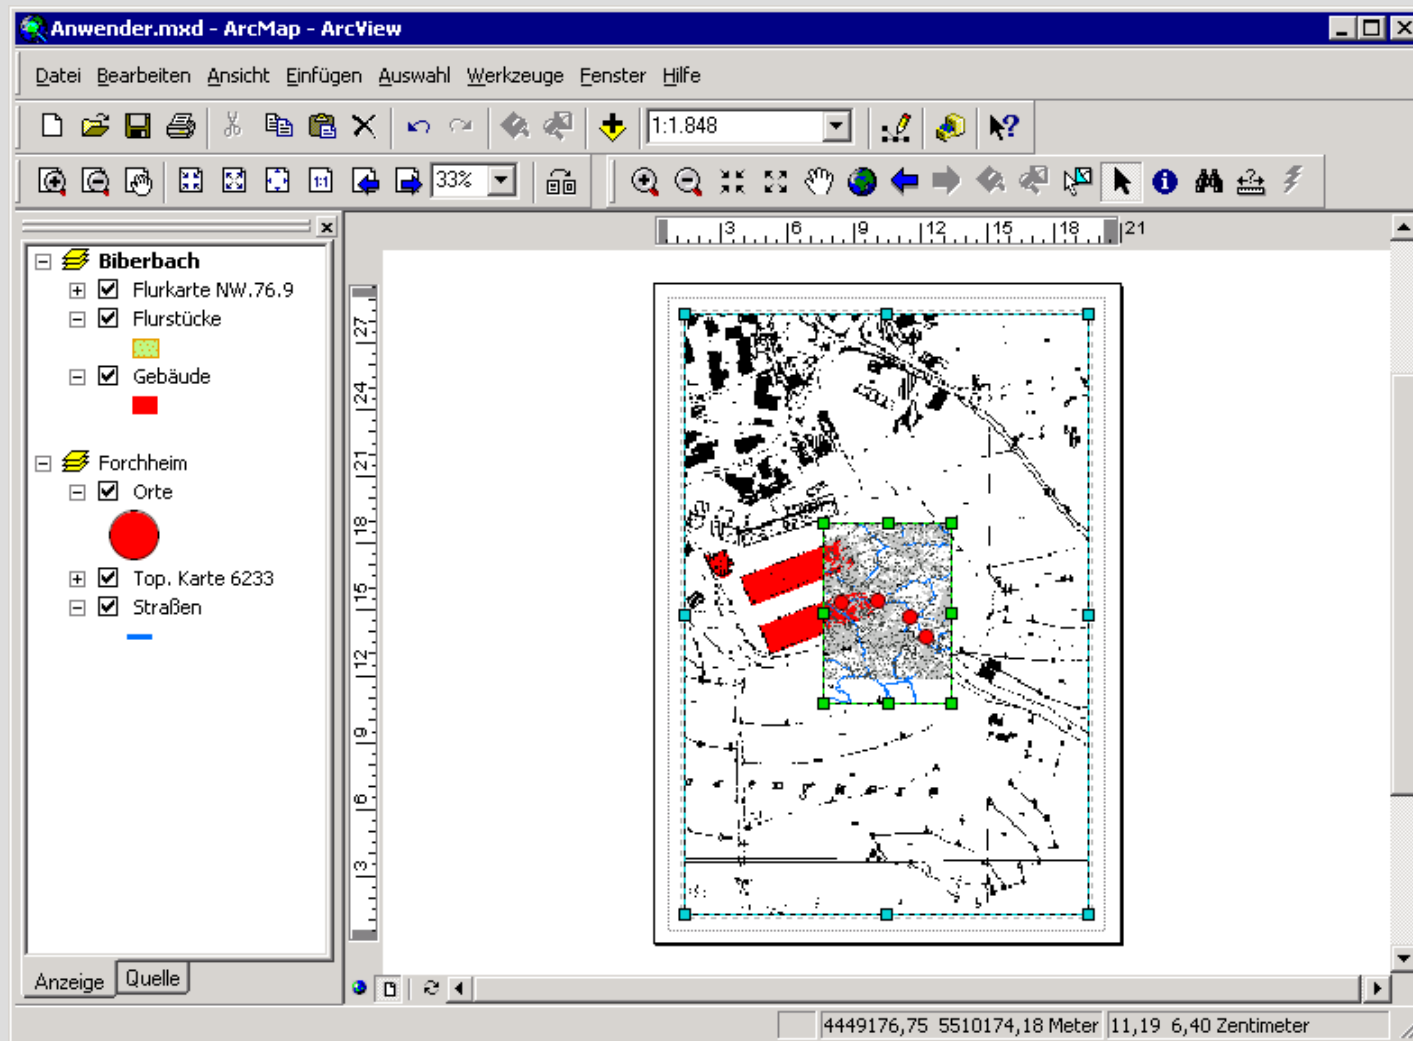 Anwender.mxd - ArcMap - ArcView
Datei Bearbeiten Ansicht Einfügen Auswahl Werkzeuge Fenster Hilfe
1:1.848
1:1 33%
3 6 9 12 15 18 21
Biberbach
Flurkarte NW.76.9
Flurstücke
Gebäude
Forchheim
Orte
Top. Karte 6233
Straßen
27
24
21
18
15
12
9
6
3
Anzeige Quelle
4449176,75 5510174,18 Meter 11,19 6,40 Zentimeter